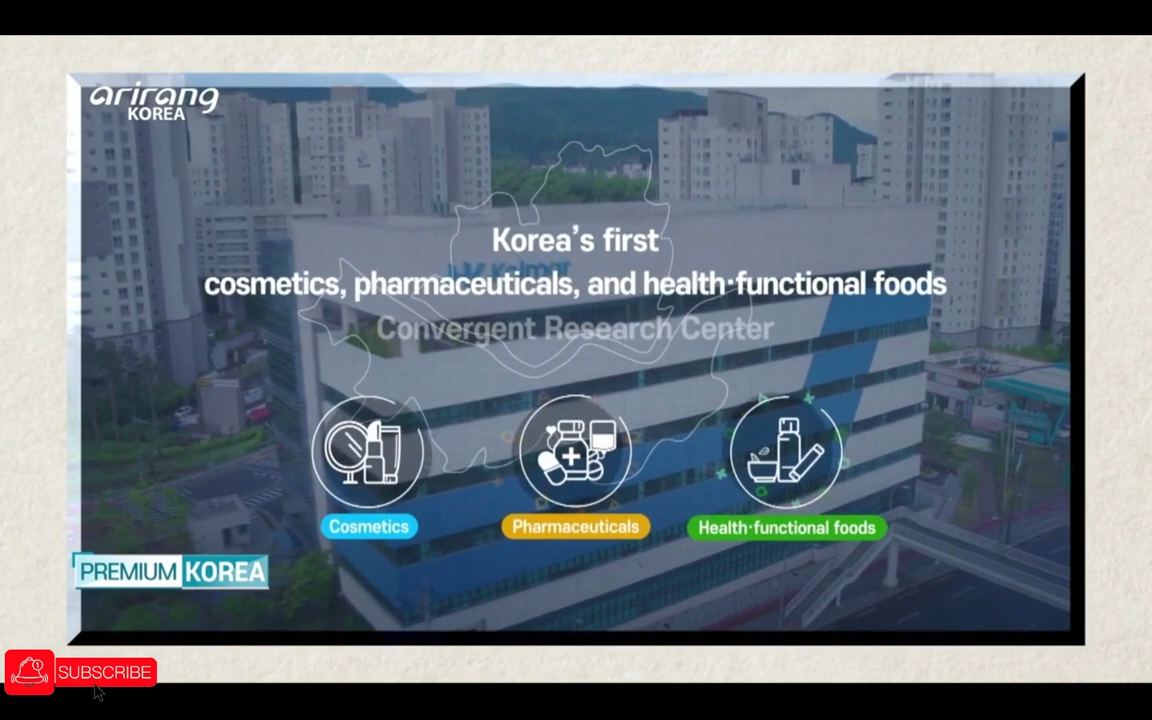 arirang
KOREA
Korea's first
Kolmar
cosmetics, pharmaceuticals, and health·functional foods
Convergent Research Center
Cosmetics
Pharmaceuticals
Health·functional foods
PREMIUM KOREA
SUBSCRIBE